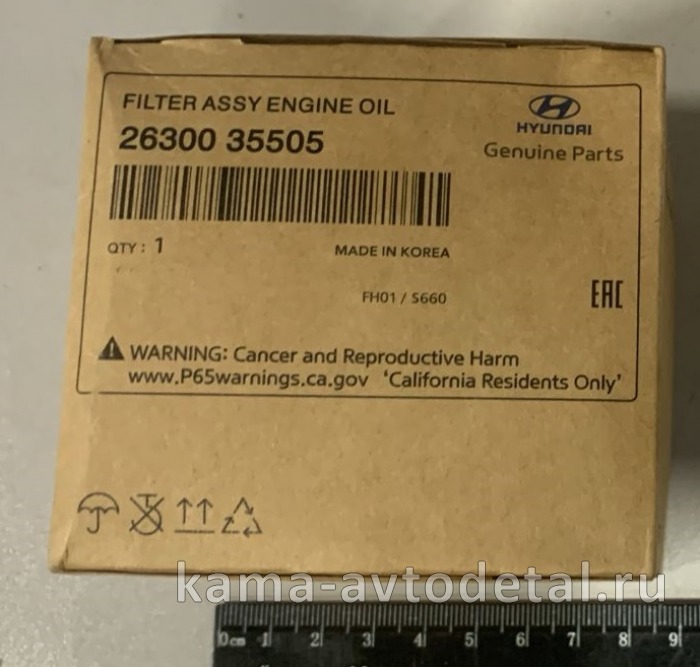 FILTER ASSY ENGINE OIL
26300 35505
HYUNDAI
Genuine Parts
QTY : 1
MADE IN KOREA
FH01 / S660
EAC
WARNING: Cancer and Reproductive Harm
www.P65warnings.ca.gov 'California Residents Only'
kama-avtodetal.ru
0cm 1 2 3 4 5 6 7 8 9